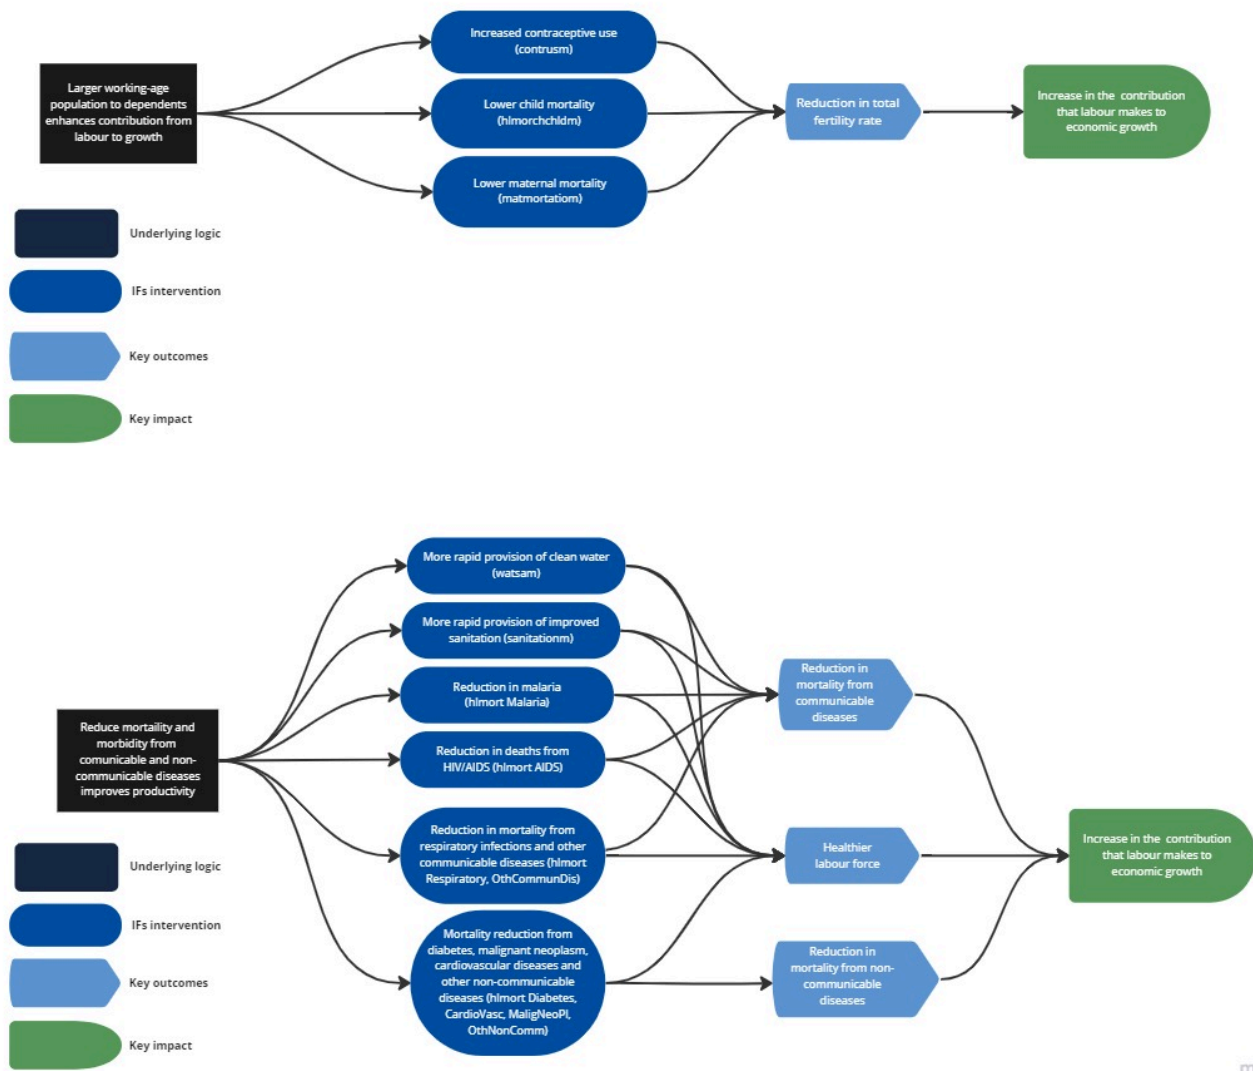 Larger working-age
population to dependents
enhances contribution from
labour to growth
Increased contraceptive use
(contrusm)
Lower child mortality
(hlmorchchldm)
Lower maternal mortality
(matmortatiom)
Reduction in total
fertility rate
Increase in the contribution
that labour makes to
economic growth
Underlying logic
IFs intervention
Key outcomes
Key impact
Reduce mortaility and
morbidity from
comunicable and non-
communicable diseases
improves productivity
More rapid provision of clean water
(watsam)
More rapid provision of improved
sanitation (sanitationm)
Reduction in malaria
(hlmort Malaria)
Reduction in deaths from
HIV/AIDS (hlmort AIDS)
Reduction in mortality from
respiratory infections and other
communicable diseases (hlmort
Respiratory, OthCommunDis)
Mortality reduction from
diabetes, malignant neoplasm,
cardiovascular diseases and
other non-communicable
diseases (hlmort Diabetes,
CardioVasc, MaligNeoPl,
OthNonComm)
Reduction in
mortality from
communicable
diseases
Healthier
labour force
Reduction in
mortality from non-
communicable
diseases
Increase in the contribution
that labour makes to
economic growth
Underlying logic
IFs intervention
Key outcomes
Key impact